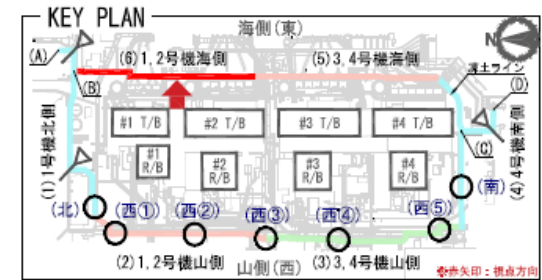 KEY PLAN
海側(東)
N
(A)
(6)1,2号機海側
(5)3,4号機海側
凍土ライン
(B)
(D)
#1 T/B
#2 T/B
#3 T/B
#4 T/B
(C)
(1)1号機北側
#1
R/B
#2
R/B
#3
R/B
#4
R/B
(4)4号機南側
(北)
(西①)
(西②)
(西③)
(西④)
(西⑤)
(南)
(2)1,2号機山側
山側(西)
(3)3,4号機山側
※赤矢印:視点方向